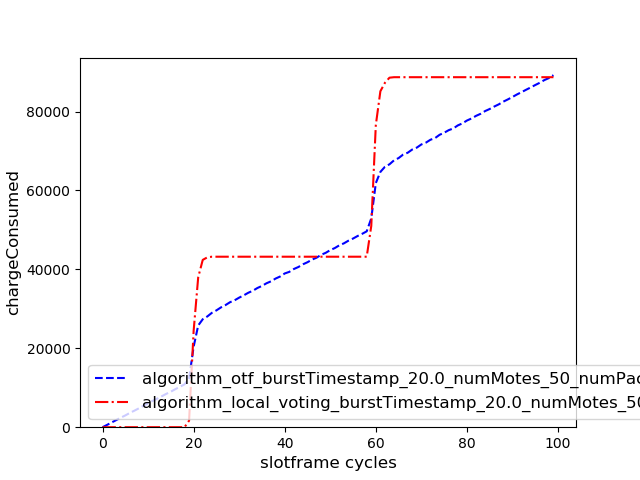 chargeConsumed
80000
60000
40000
20000
0
algorithm_otf_burstTimestamp_20.0_numMotes_50_numPac
algorithm_local_voting_burstTimestamp_20.0_numMotes_50
0 20 40 60 80 100
slotframe cycles